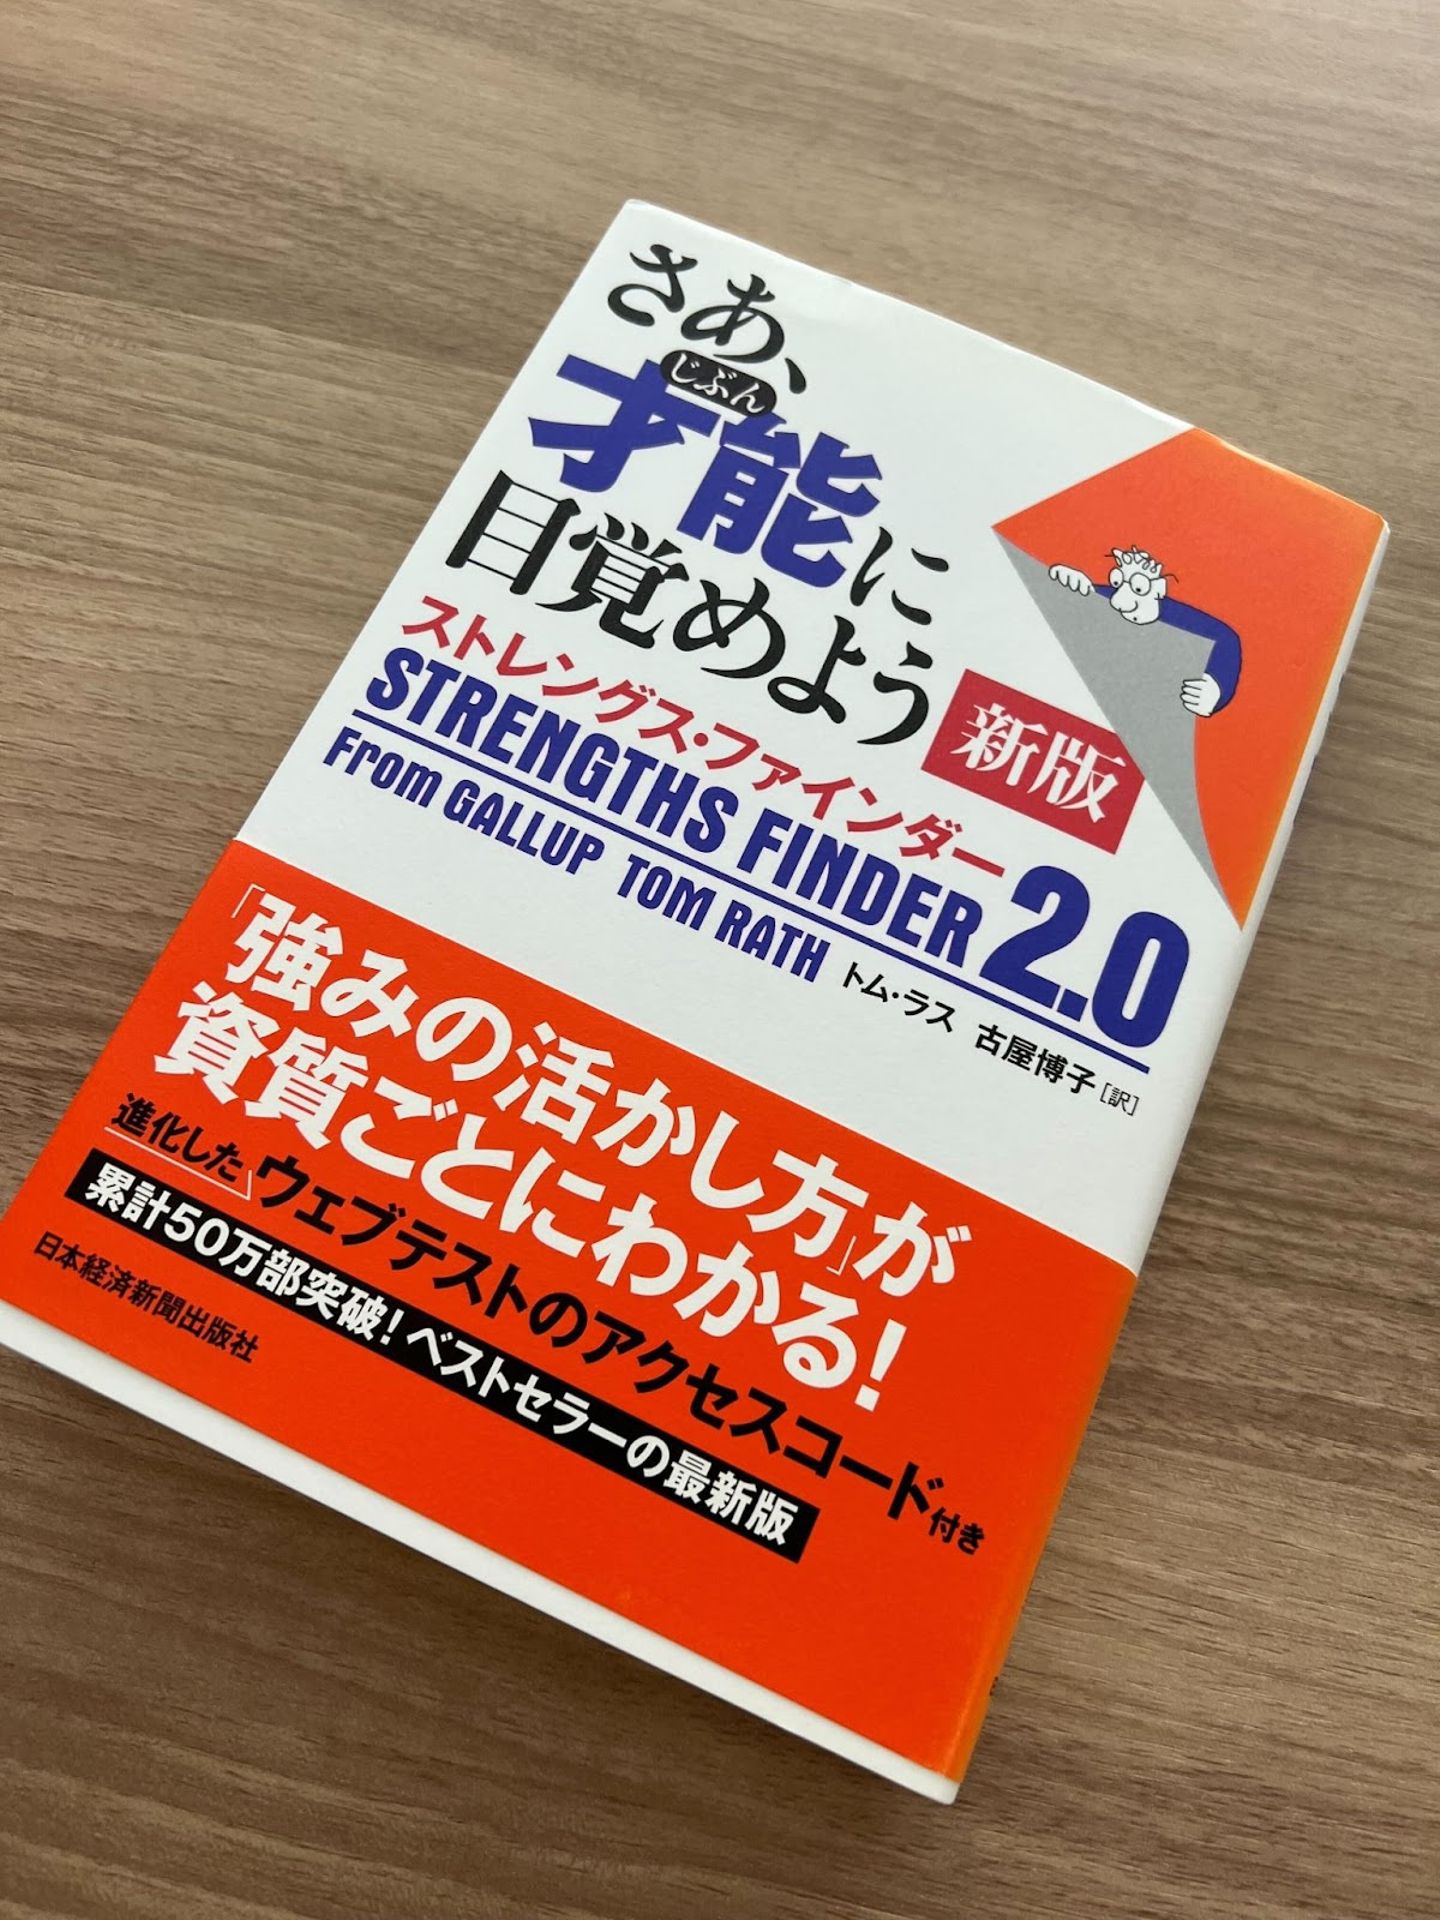 さあ、
じぶん
才能に
目覚めよう
新版
ストレングス・ファインダー
STRENGTHS FINDER 2.0
From GALLUP TOM RATH
トム・ラス 古屋博子[訳]
「強みの活かし方」が
資質ごとにわかる!
進化した ウェブテストのアクセスコード付き
累計50万部突破! ベストセラーの最新版
日本経済新聞出版社